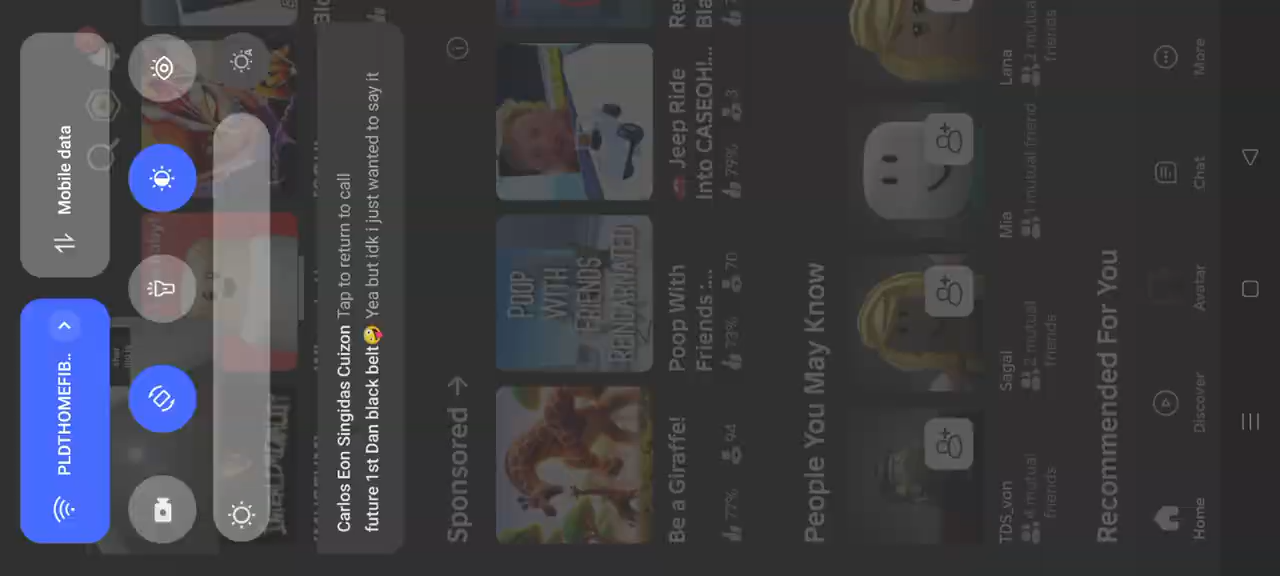 Mobile data
PLDTHOMEFIB..
Carlos Eon Singidas Cuizon Tap to return to call
future 1st Dan black belt😜 Yea but idk i just wanted to say it
Sponsored →
Be a Giraffe!
77% 94
POOP
WITH
FRIENDS
REINCARNATED
Poop With
Friends :...
73% 70
🚗 Jeep Ride
Into CASEOH!...
79% 3
Rea
Bla
People You May Know
TDS_von
4 mutual
friends
Sagal
2 mutual
friends
Mia
1 mutual friend
Lana
2 mutual
friends
Recommended For You
Home
Discover
Avatar
Chat
More